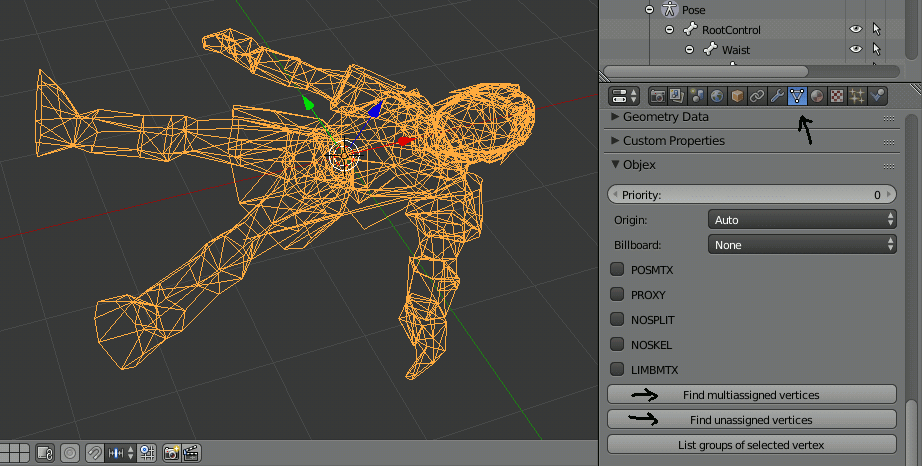 Pose
RootControl
Waist
Geometry Data
Custom Properties
Objex
Priority: 0
Origin: Auto
Billboard: None
POSMTX
PROXY
NOSPLIT
NOSKEL
LIMBMTX
Find multiassigned vertices
Find unassigned vertices
List groups of selected vertex